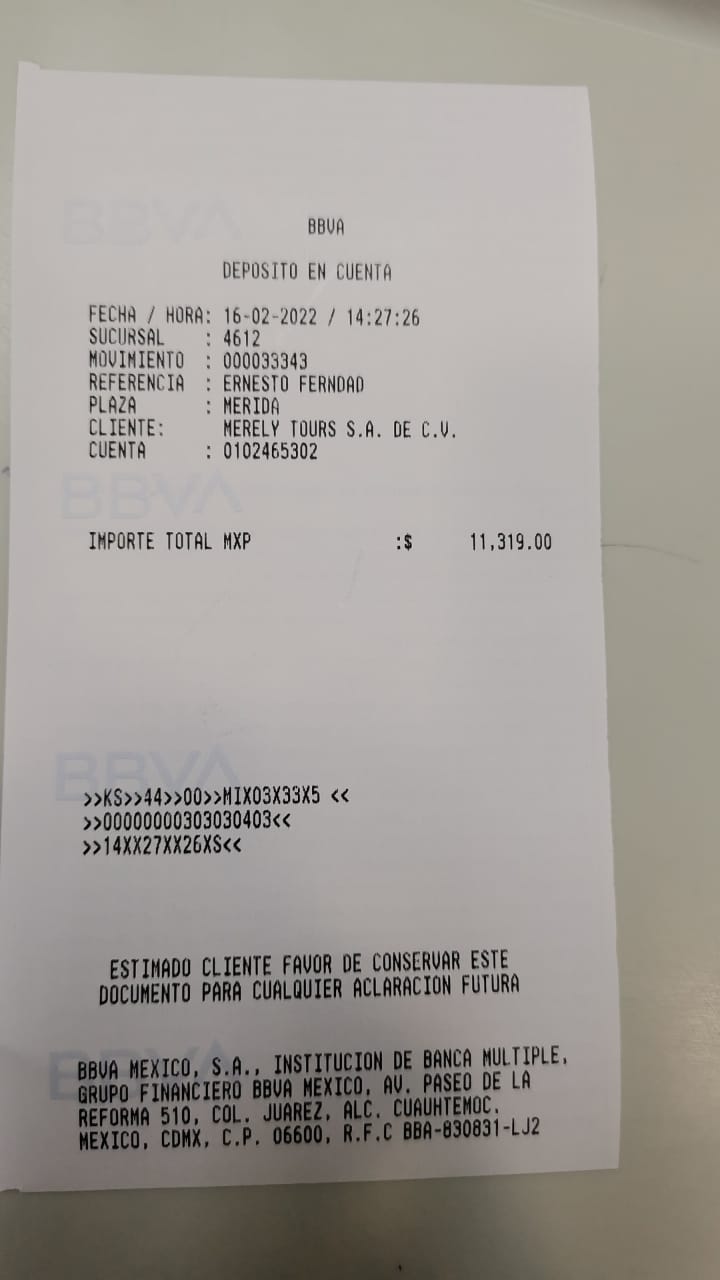 BBVA
DEPOSITO EN CUENTA
FECHA / HORA: 16-02-2022 / 14:27:26
SUCURSAL : 4612
MOVIMIENTO : 000033343
REFERENCIA : ERNESTO FERNDAD
PLAZA : MERIDA
CLIENTE: MERELY TOURS S.A. DE C.V.
CUENTA : 0102465302
BBVA
IMPORTE TOTAL MXP :$ 11,319.00
BBVA
>>KS>>44>>00>>MIX03X33X5 <<
>>00000000303030403<<
>>14XX27XX26XS<<
ESTIMADO CLIENTE FAVOR DE CONSERVAR ESTE
DOCUMENTO PARA CUALQUIER ACLARACION FUTURA
BBVA MEXICO, S.A., INSTITUCION DE BANCA MULTIPLE,
GRUPO FINANCIERO BBVA MEXICO, AV. PASEO DE LA
REFORMA 510, COL. JUAREZ, ALC. CUAUHTEMOC.
MEXICO, CDMX, C.P. 06600, R.F.C BBA-830831-LJ2